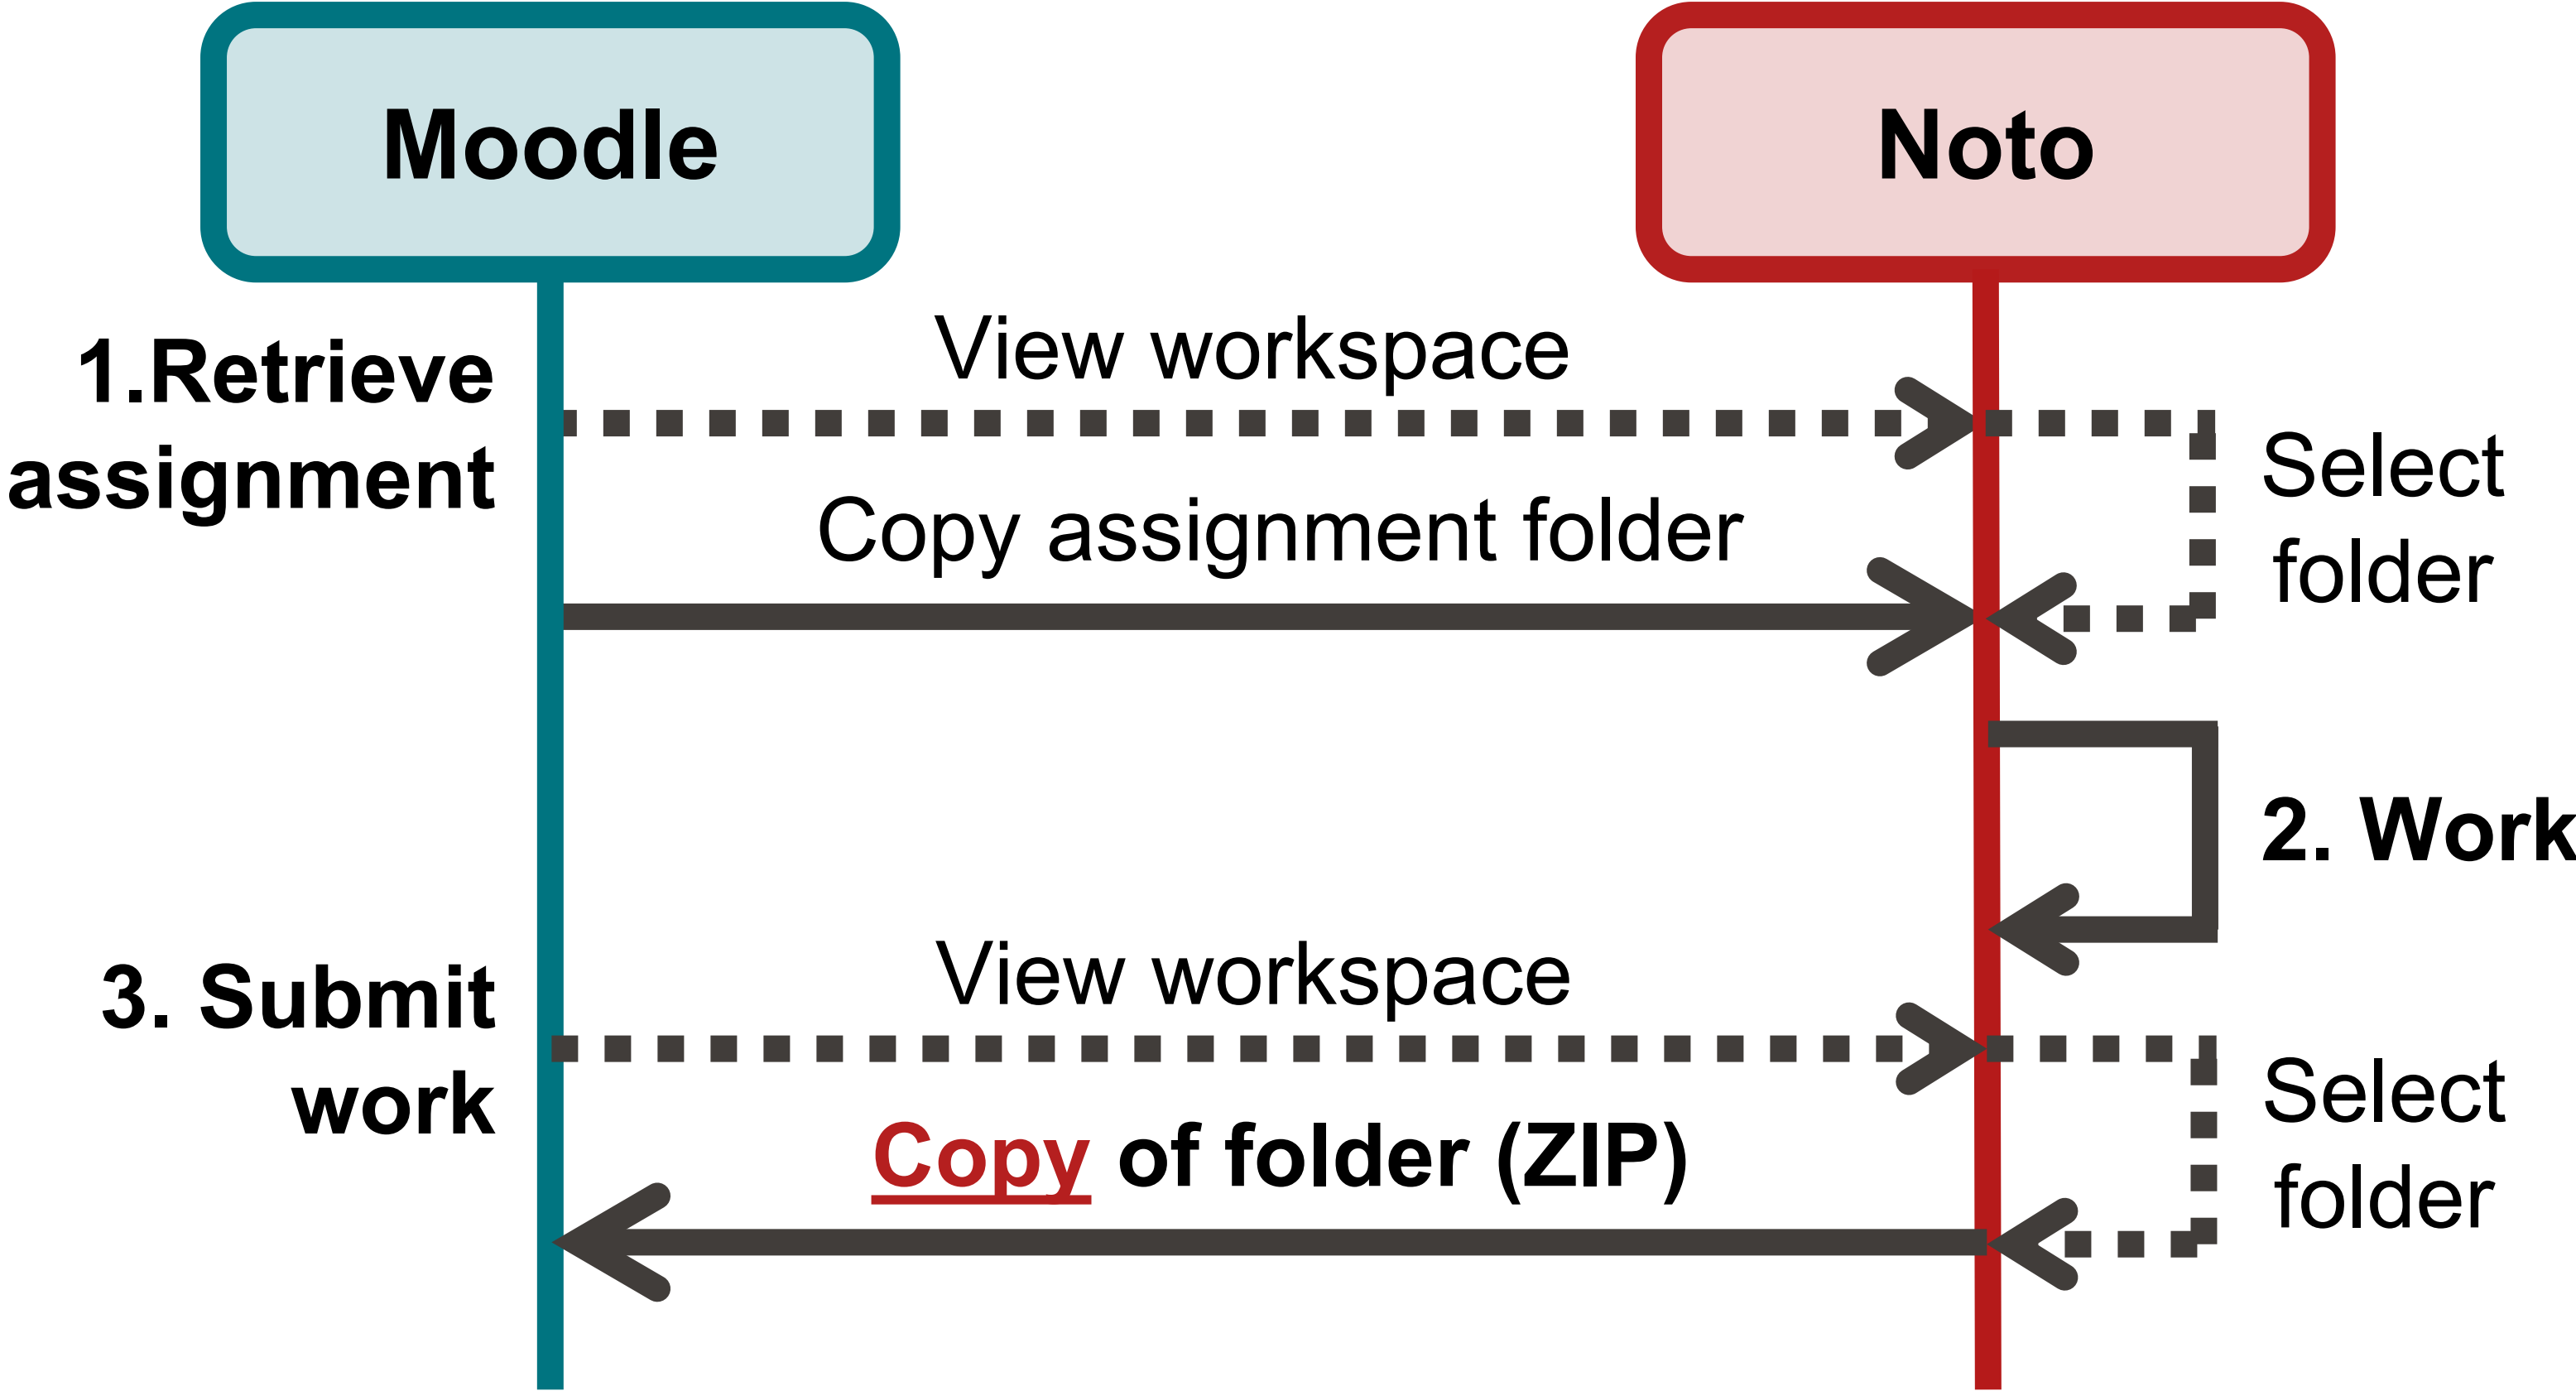 Moodle
Noto
1.Retrieve
assignment
View workspace
Select
folder
Copy assignment folder
2. Work
3. Submit
work
View workspace
Select
folder
Copy of folder (ZIP)